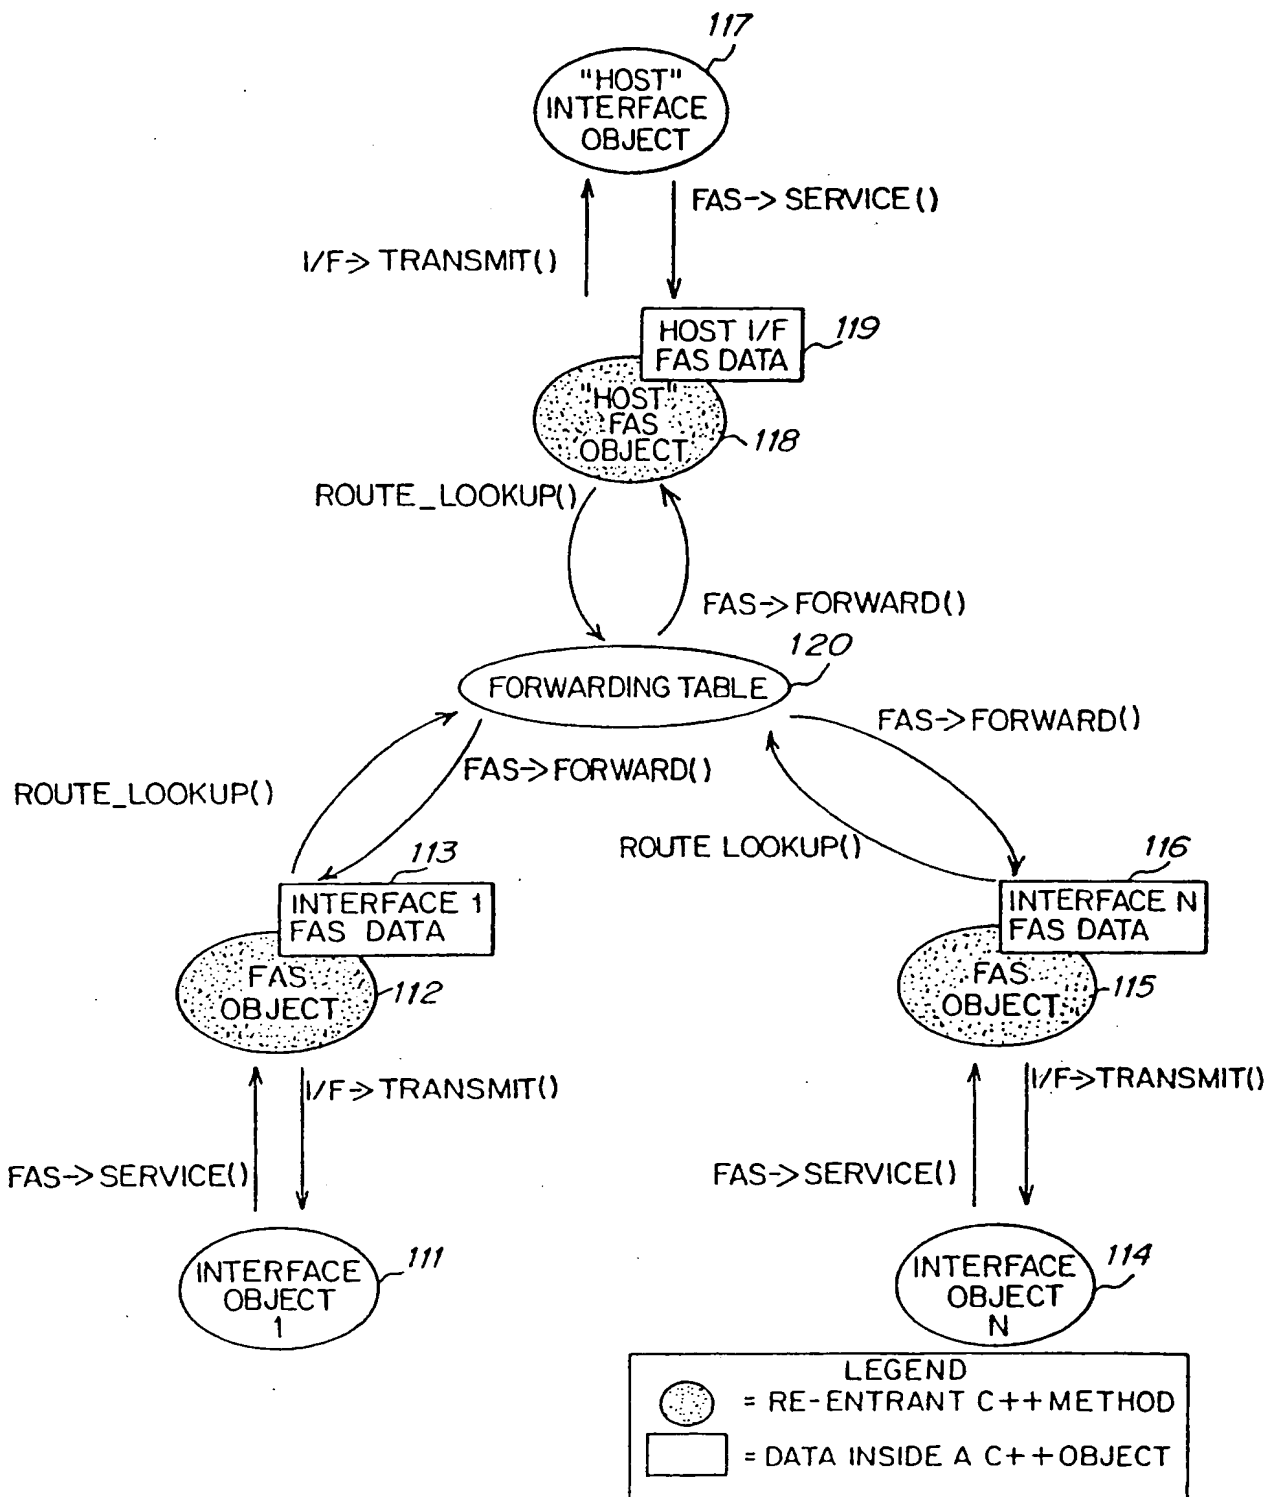 117
"HOST"
INTERFACE
OBJECT
FAS->SERVICE()
I/F->TRANSMIT()
HOST I/F
FAS DATA
119
"HOST"
FAS
OBJECT
118
ROUTE_LOOKUP()
FAS->FORWARD()
120
FORWARDING TABLE
FAS->FORWARD()
FAS->FORWARD()
ROUTE_LOOKUP()
ROUTE LOOKUP()
113
116
INTERFACE 1
FAS DATA
INTERFACE N
FAS DATA
FAS
OBJECT
112
FAS
OBJECT
115
I/F->TRANSMIT()
I/F->TRANSMIT()
FAS->SERVICE()
FAS->SERVICE()
111
114
INTERFACE
OBJECT
1
INTERFACE
OBJECT
N
LEGEND
= RE-ENTRANT C++ METHOD
= DATA INSIDE A C++ OBJECT